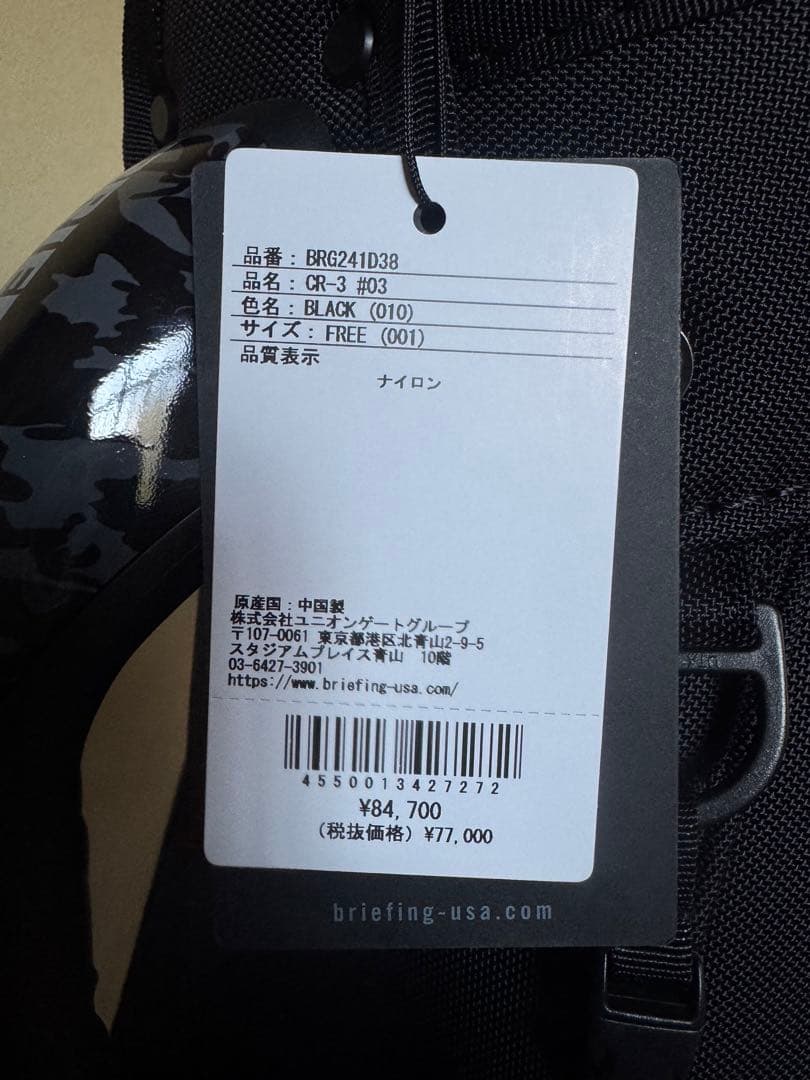 品番：BRG241D38
品名：CR-3 #03
色名：BLACK (010)
サイズ：FREE (001)
品質表示
ナイロン
原産国：中国製
株式会社ユニオンゲートグループ
〒107-0061 東京都港区北青山2-9-5
スタジアムプレイス青山　10階
03-6427-3901
https://www.briefing-usa.com/
4550013427272
¥84,700
（税抜価格）¥77,000
briefing-usa.com